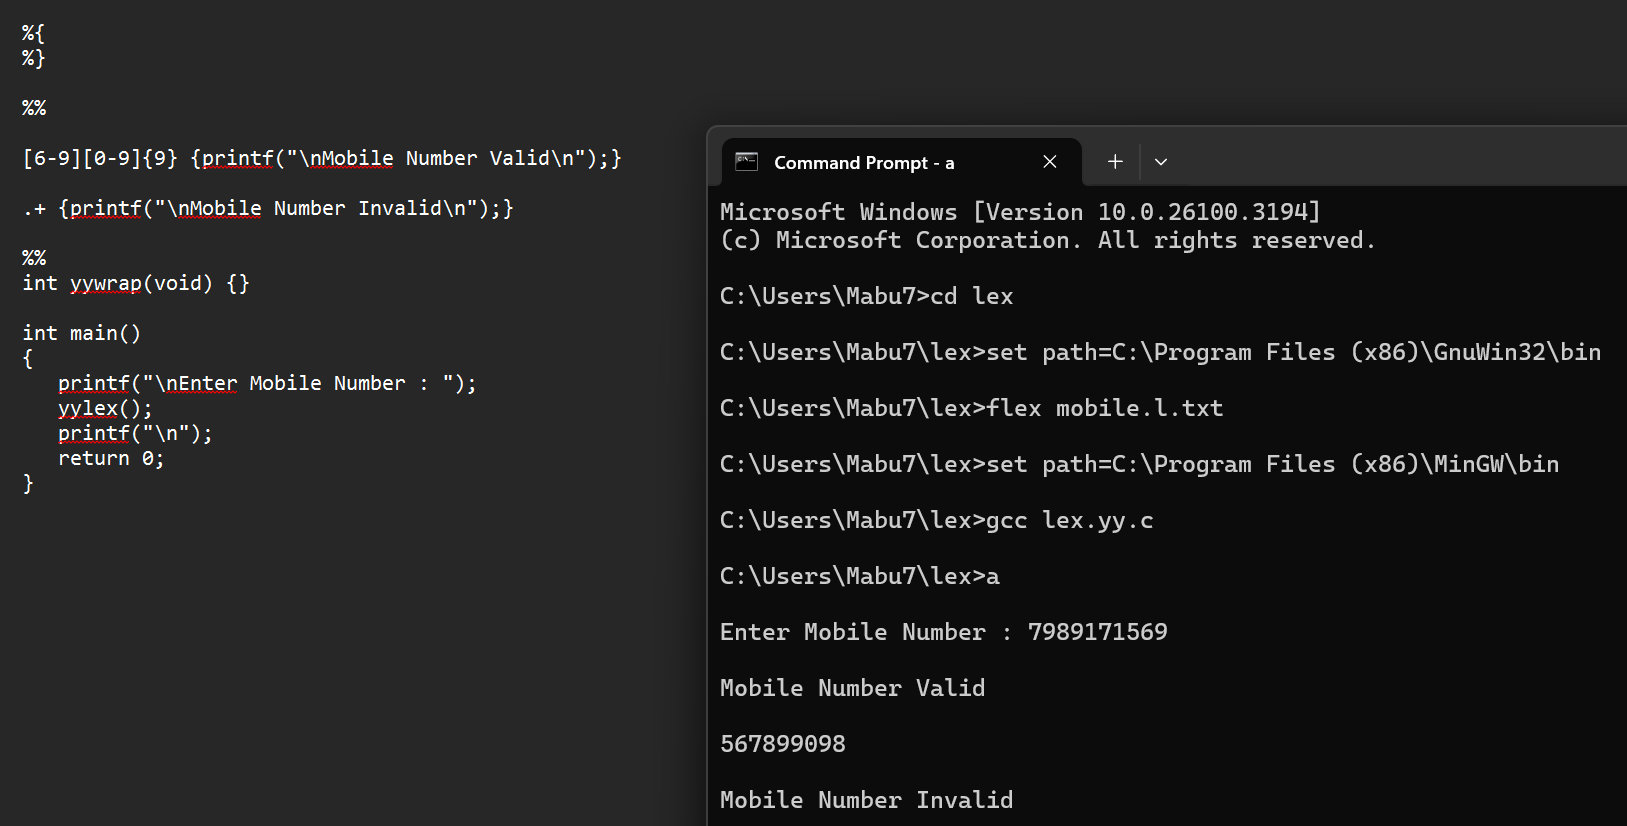 %{
%}
%%
[6-9][0-9]{9} {printf("\nMobile Number Valid\n");}
.+ {printf("\nMobile Number Invalid\n");}
%%
int yywrap(void) {}
int main()
{
printf("\nEnter Mobile Number : ");
yylex();
printf("\n");
return 0;
}
Command Prompt - a
Microsoft Windows [Version 10.0.26100.3194]
(c) Microsoft Corporation. All rights reserved.
C:\Users\Mabu7>cd lex
C:\Users\Mabu7\lex>set path=C:\Program Files (x86)\GnuWin32\bin
C:\Users\Mabu7\lex>flex mobile.l.txt
C:\Users\Mabu7\lex>set path=C:\Program Files (x86)\MinGW\bin
C:\Users\Mabu7\lex>gcc lex.yy.c
C:\Users\Mabu7\lex>a
Enter Mobile Number : 7989171569
Mobile Number Valid
567899098
Mobile Number Invalid